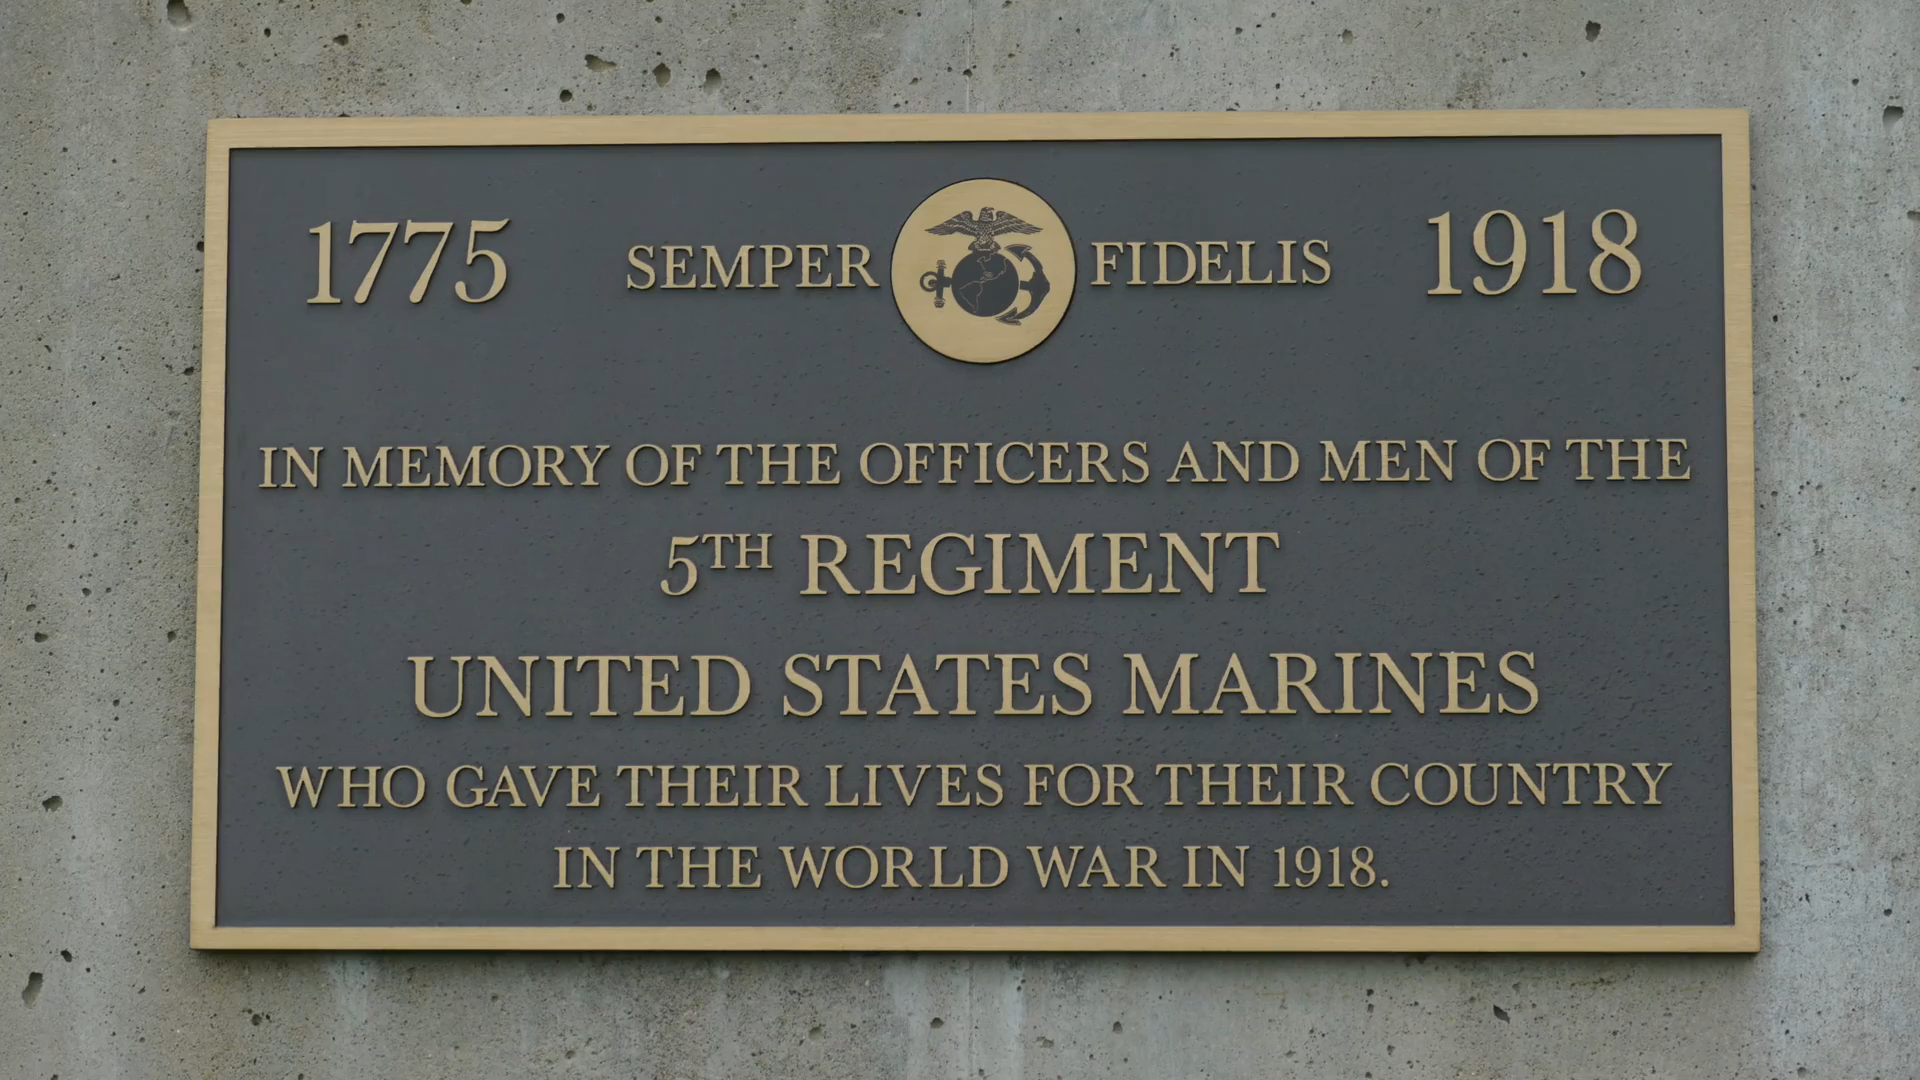 1775 SEMPER FIDELIS 1918
IN MEMORY OF THE OFFICERS AND MEN OF THE
5TH REGIMENT
UNITED STATES MARINES
WHO GAVE THEIR LIVES FOR THEIR COUNTRY
IN THE WORLD WAR IN 1918.